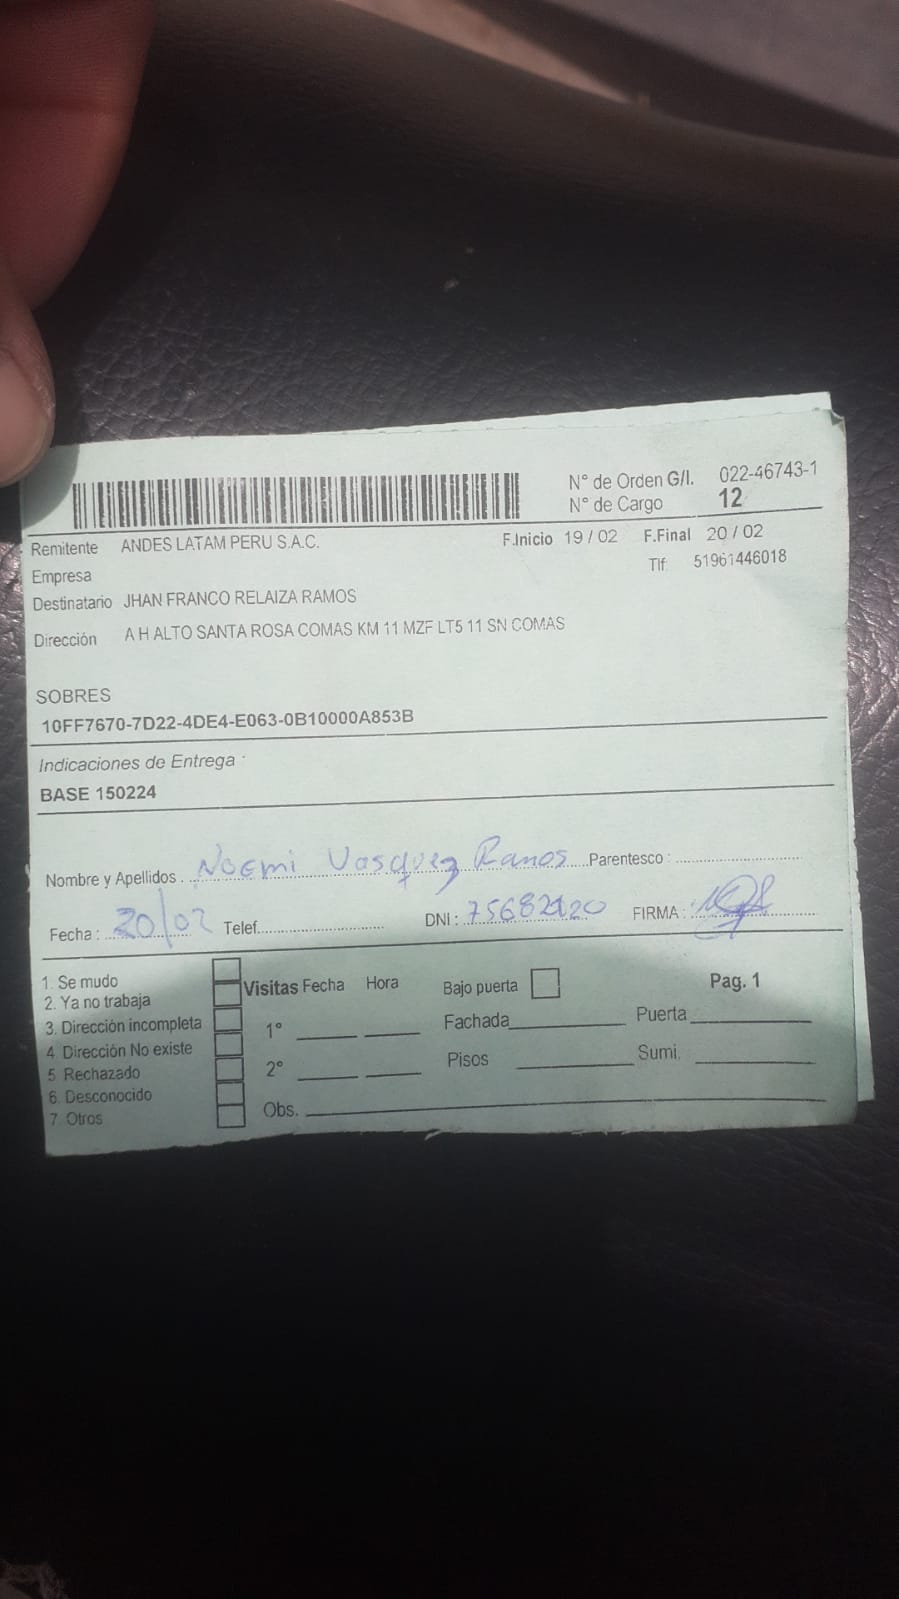 N° de Orden G/I. 022-46743-1
N° de Cargo 12
Remitente ANDES LATAM PERU S.A.C. F.Inicio 19 / 02 F.Final 20 / 02
Empresa Tlf: 51961446018
Destinatario JHAN FRANCO RELAIZA RAMOS
Dirección A H ALTO SANTA ROSA COMAS KM 11 MZF LT5 11 SN COMAS
SOBRES
10FF7670-7D22-4DE4-E063-0B10000A853B
Indicaciones de Entrega :
BASE 150224
Nombre y Apellidos . Noemi Vasquez Ramos Parentesco :
Fecha : 20/02 Telef. DNI : FIRMA :
1. Se mudo
2. Ya no trabaja
3. Dirección incompleta
4 Dirección No existe
5 Rechazado
6. Desconocido
7. Otros
Visitas Fecha Hora
1°
2°
Obs.
Bajo puerta
Fachada
Pisos
Pag. 1
Puerta
Sumi.